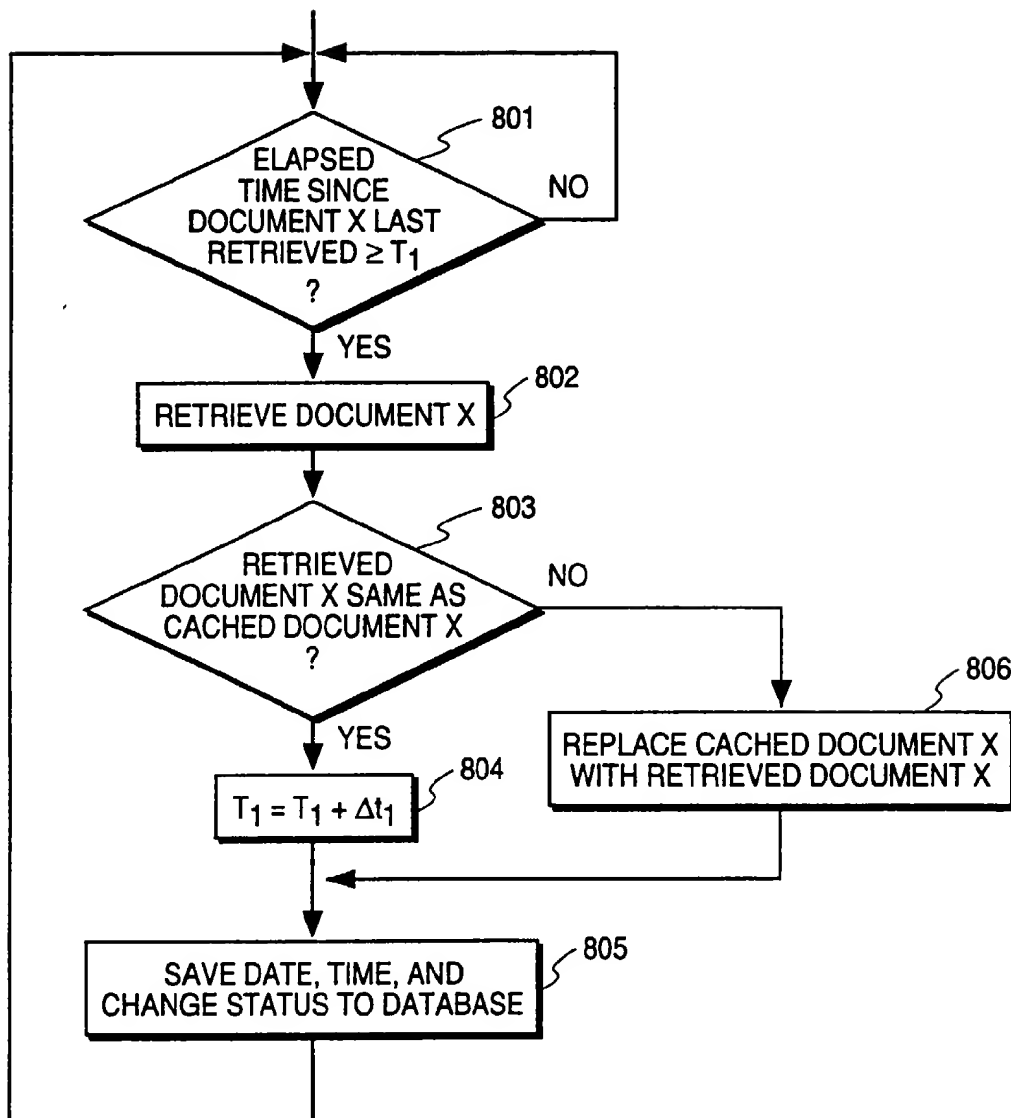 801
ELAPSED
TIME SINCE
DOCUMENT X LAST
RETRIEVED ≥ T₁
?
NO
YES
802
RETRIEVE DOCUMENT X
803
RETRIEVED
DOCUMENT X SAME AS
CACHED DOCUMENT X
?
NO
YES
806
REPLACE CACHED DOCUMENT X
WITH RETRIEVED DOCUMENT X
804
T₁ = T₁ + Δt₁
805
SAVE DATE, TIME, AND
CHANGE STATUS TO DATABASE